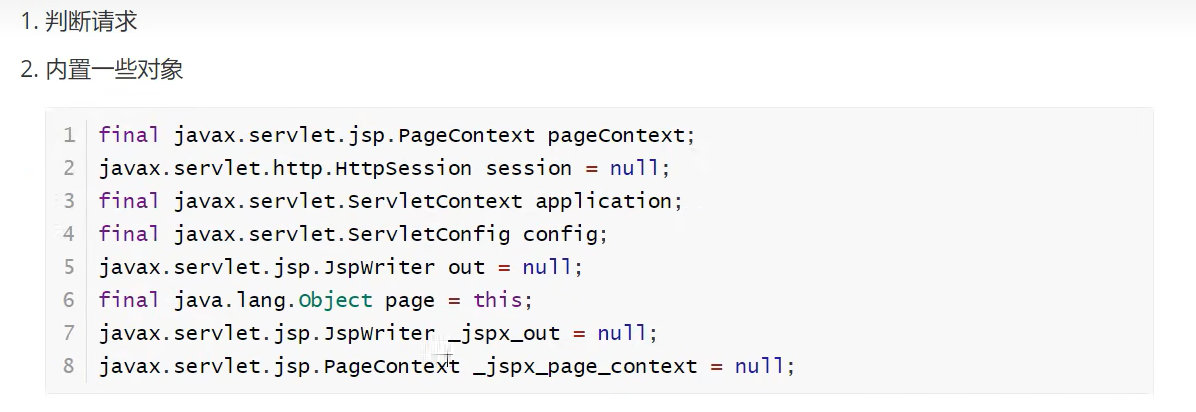 1. 判断请求
2. 内置一些对象
1 final javax.servlet.jsp.PageContext pageContext;
2 javax.servlet.http.HttpSession session = null;
3 final javax.servlet.ServletContext application;
4 final javax.servlet.ServletConfig config;
5 javax.servlet.jsp.JspWriter out = null;
6 final java.lang.Object page = this;
7 javax.servlet.jsp.JspWriter _jspx_out = null;
8 javax.servlet.jsp.PageContext _jspx_page_context = null;